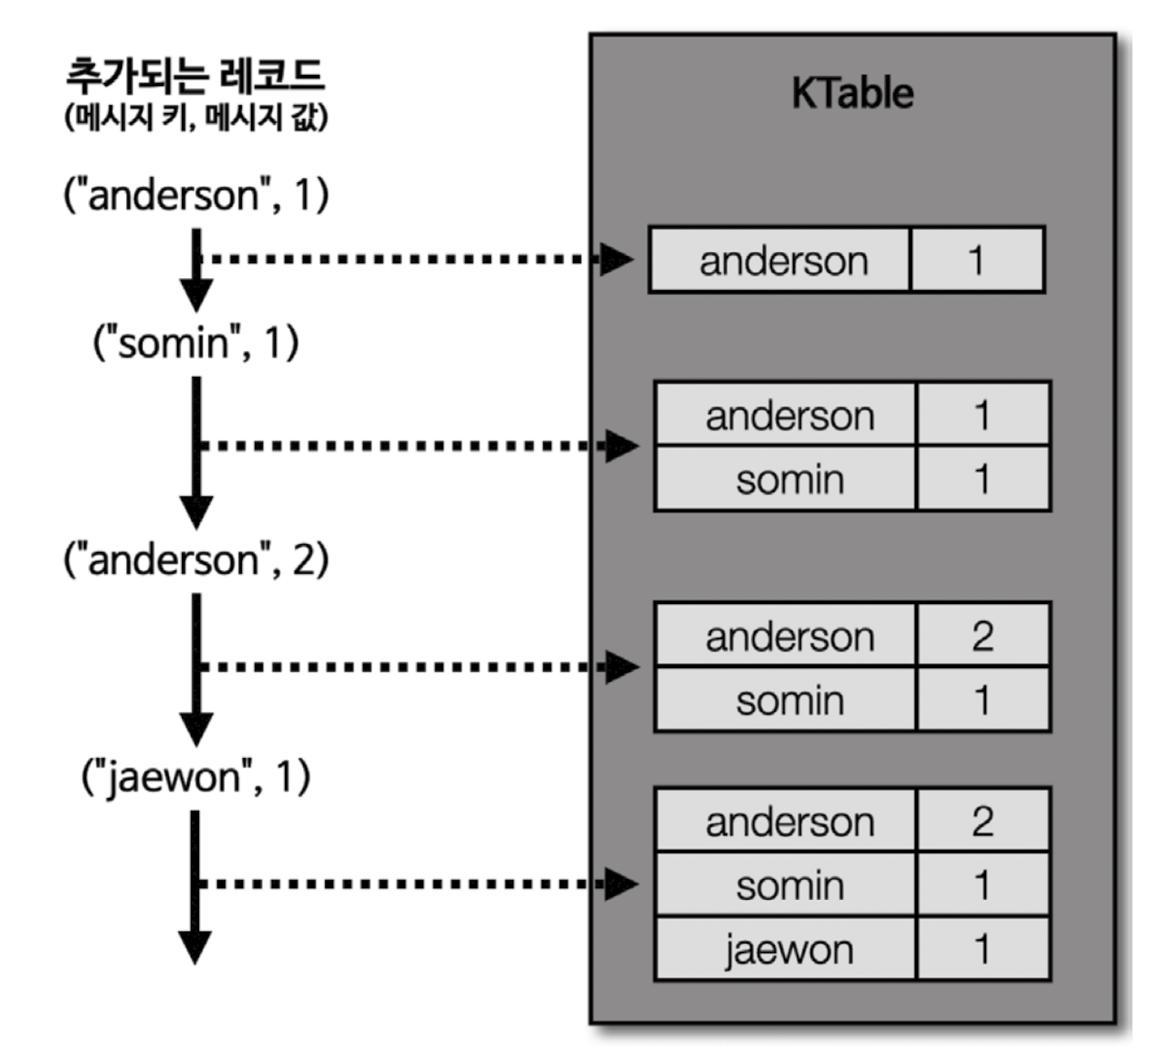 추가되는 레코드
(메시지 키, 메시지 값)
KTable
("anderson", 1)
anderson 1
("somin", 1)
anderson 1
somin 1
("anderson", 2)
anderson 2
somin 1
("jaewon", 1)
anderson 2
somin 1
jaewon 1